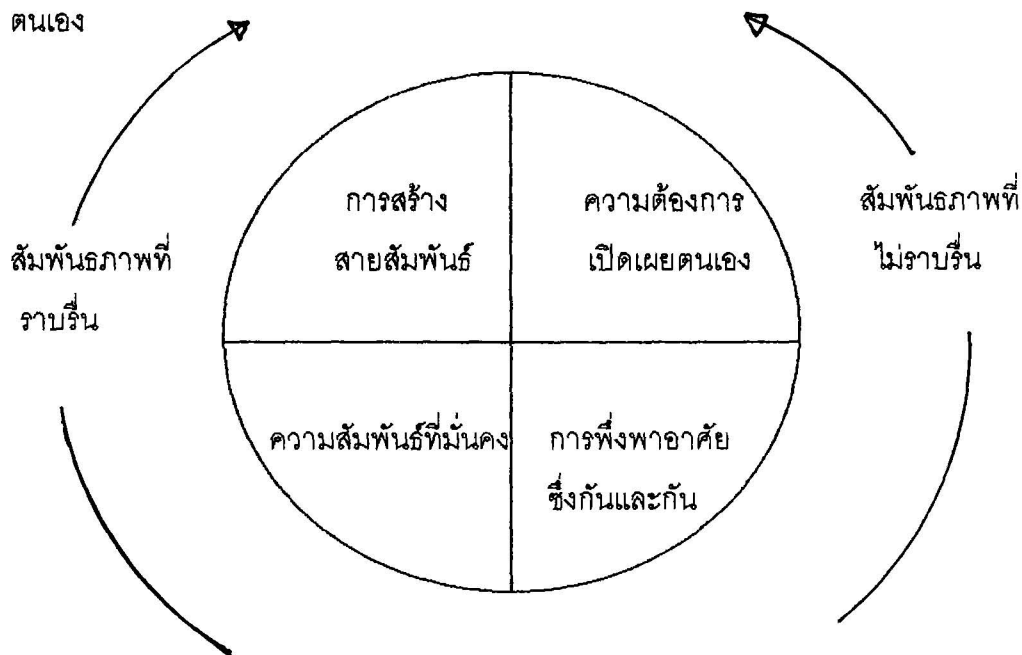 ตนเอง
การสร้าง
สายสัมพันธ์
ความต้องการ
เปิดเผยตนเอง
สัมพันธภาพที่
ไม่ราบรื่น
สัมพันธภาพที่
ราบรื่น
ความสัมพันธ์ที่มั่นคง
การพึ่งพาอาศัย
ซึ่งกันและกัน